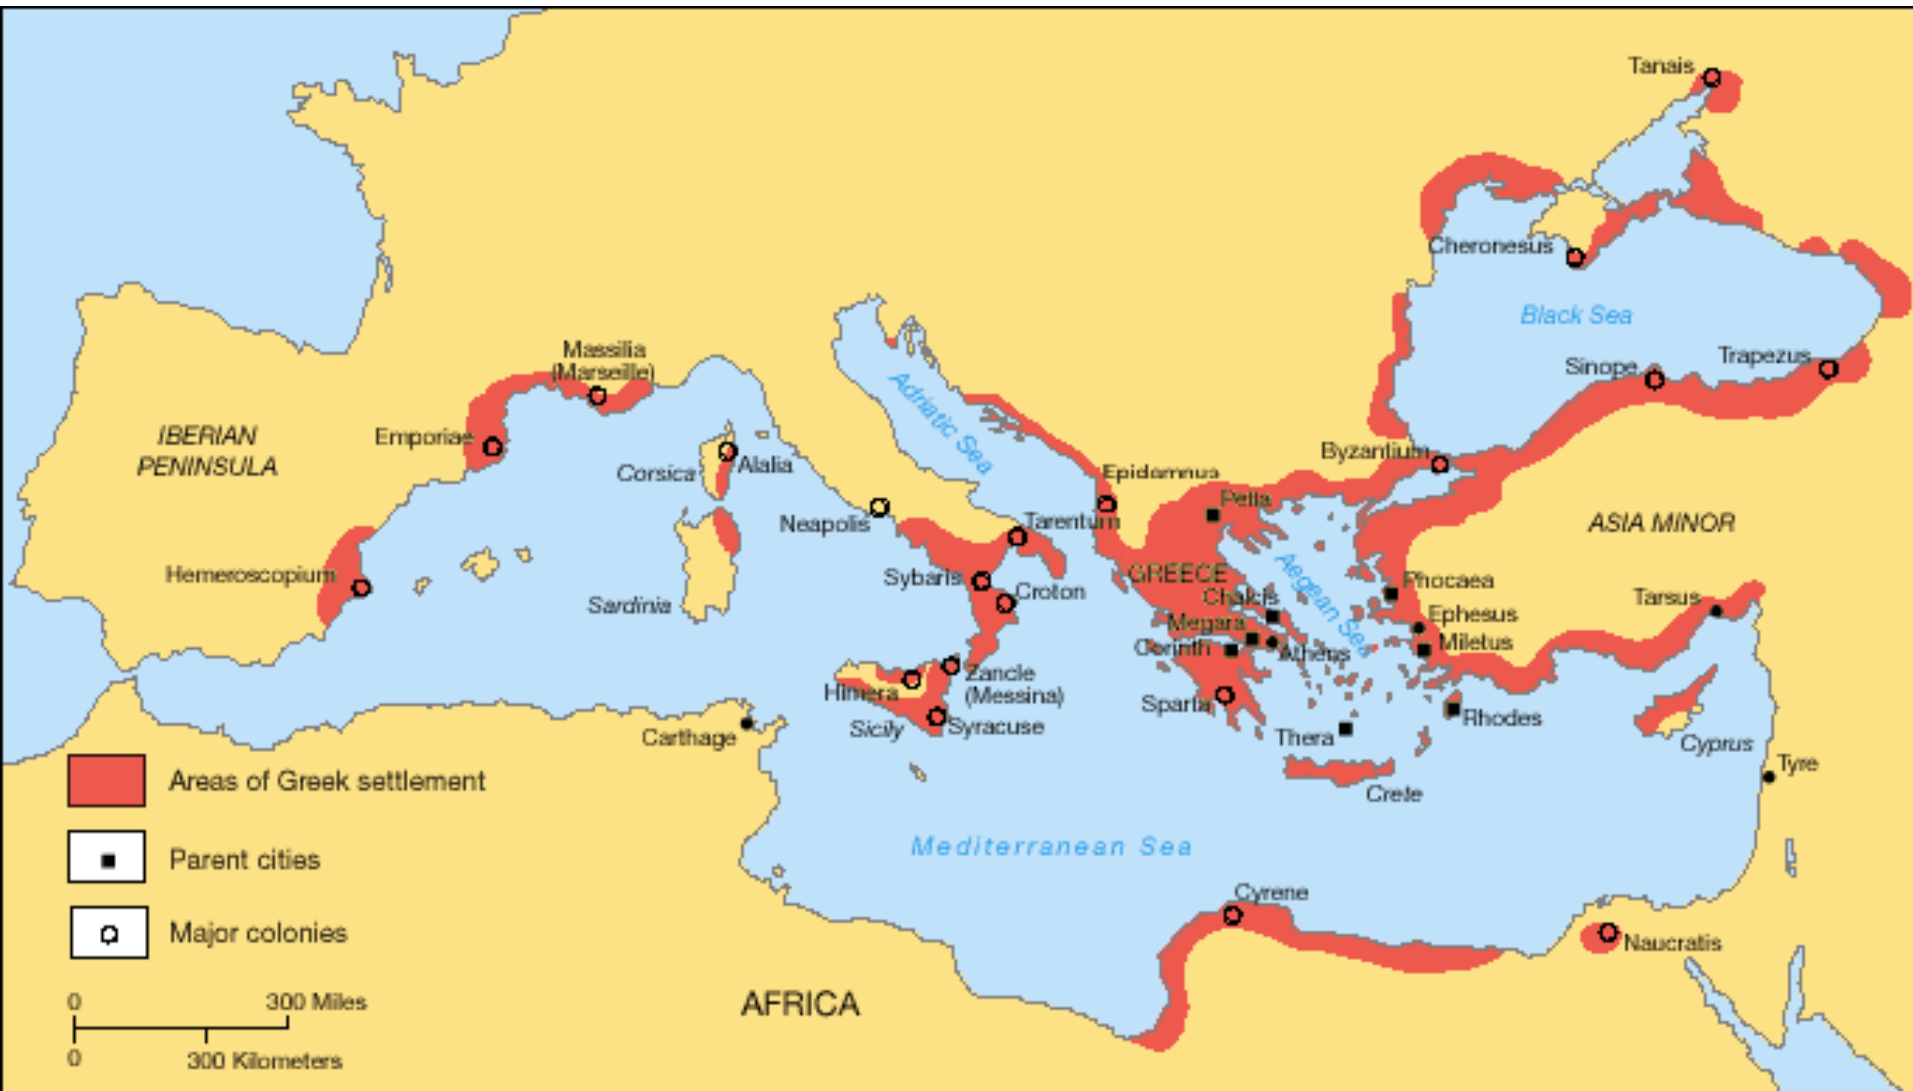 Tanais
Cheronesus
Black Sea
Massilia
(Marseille)
Trapezus
Sinope
Adriatic Sea
IBERIAN
PENINSULA
Emporiae
Corsica
Alalia
Byzantium
Epidamnus
Pella
Neapolis
Tarentum
ASIA MINOR
Aegean Sea
GREECE
Hemeroscopium
Sybaris
Croton
Sardinia
Chalcis
Phocaea
Tarsus
Ephesus
Megara
Miletus
Corinth
Athens
Zancle
(Messina)
Himera
Sparta
Syracuse
Sicily
Rhodes
Carthage
Thera
Cyprus
Tyre
Crete
Areas of Greek settlement
Mediterranean Sea
Parent cities
Cyrene
Major colonies
Naucratis
AFRICA
0 300 Miles
0 300 Kilometers